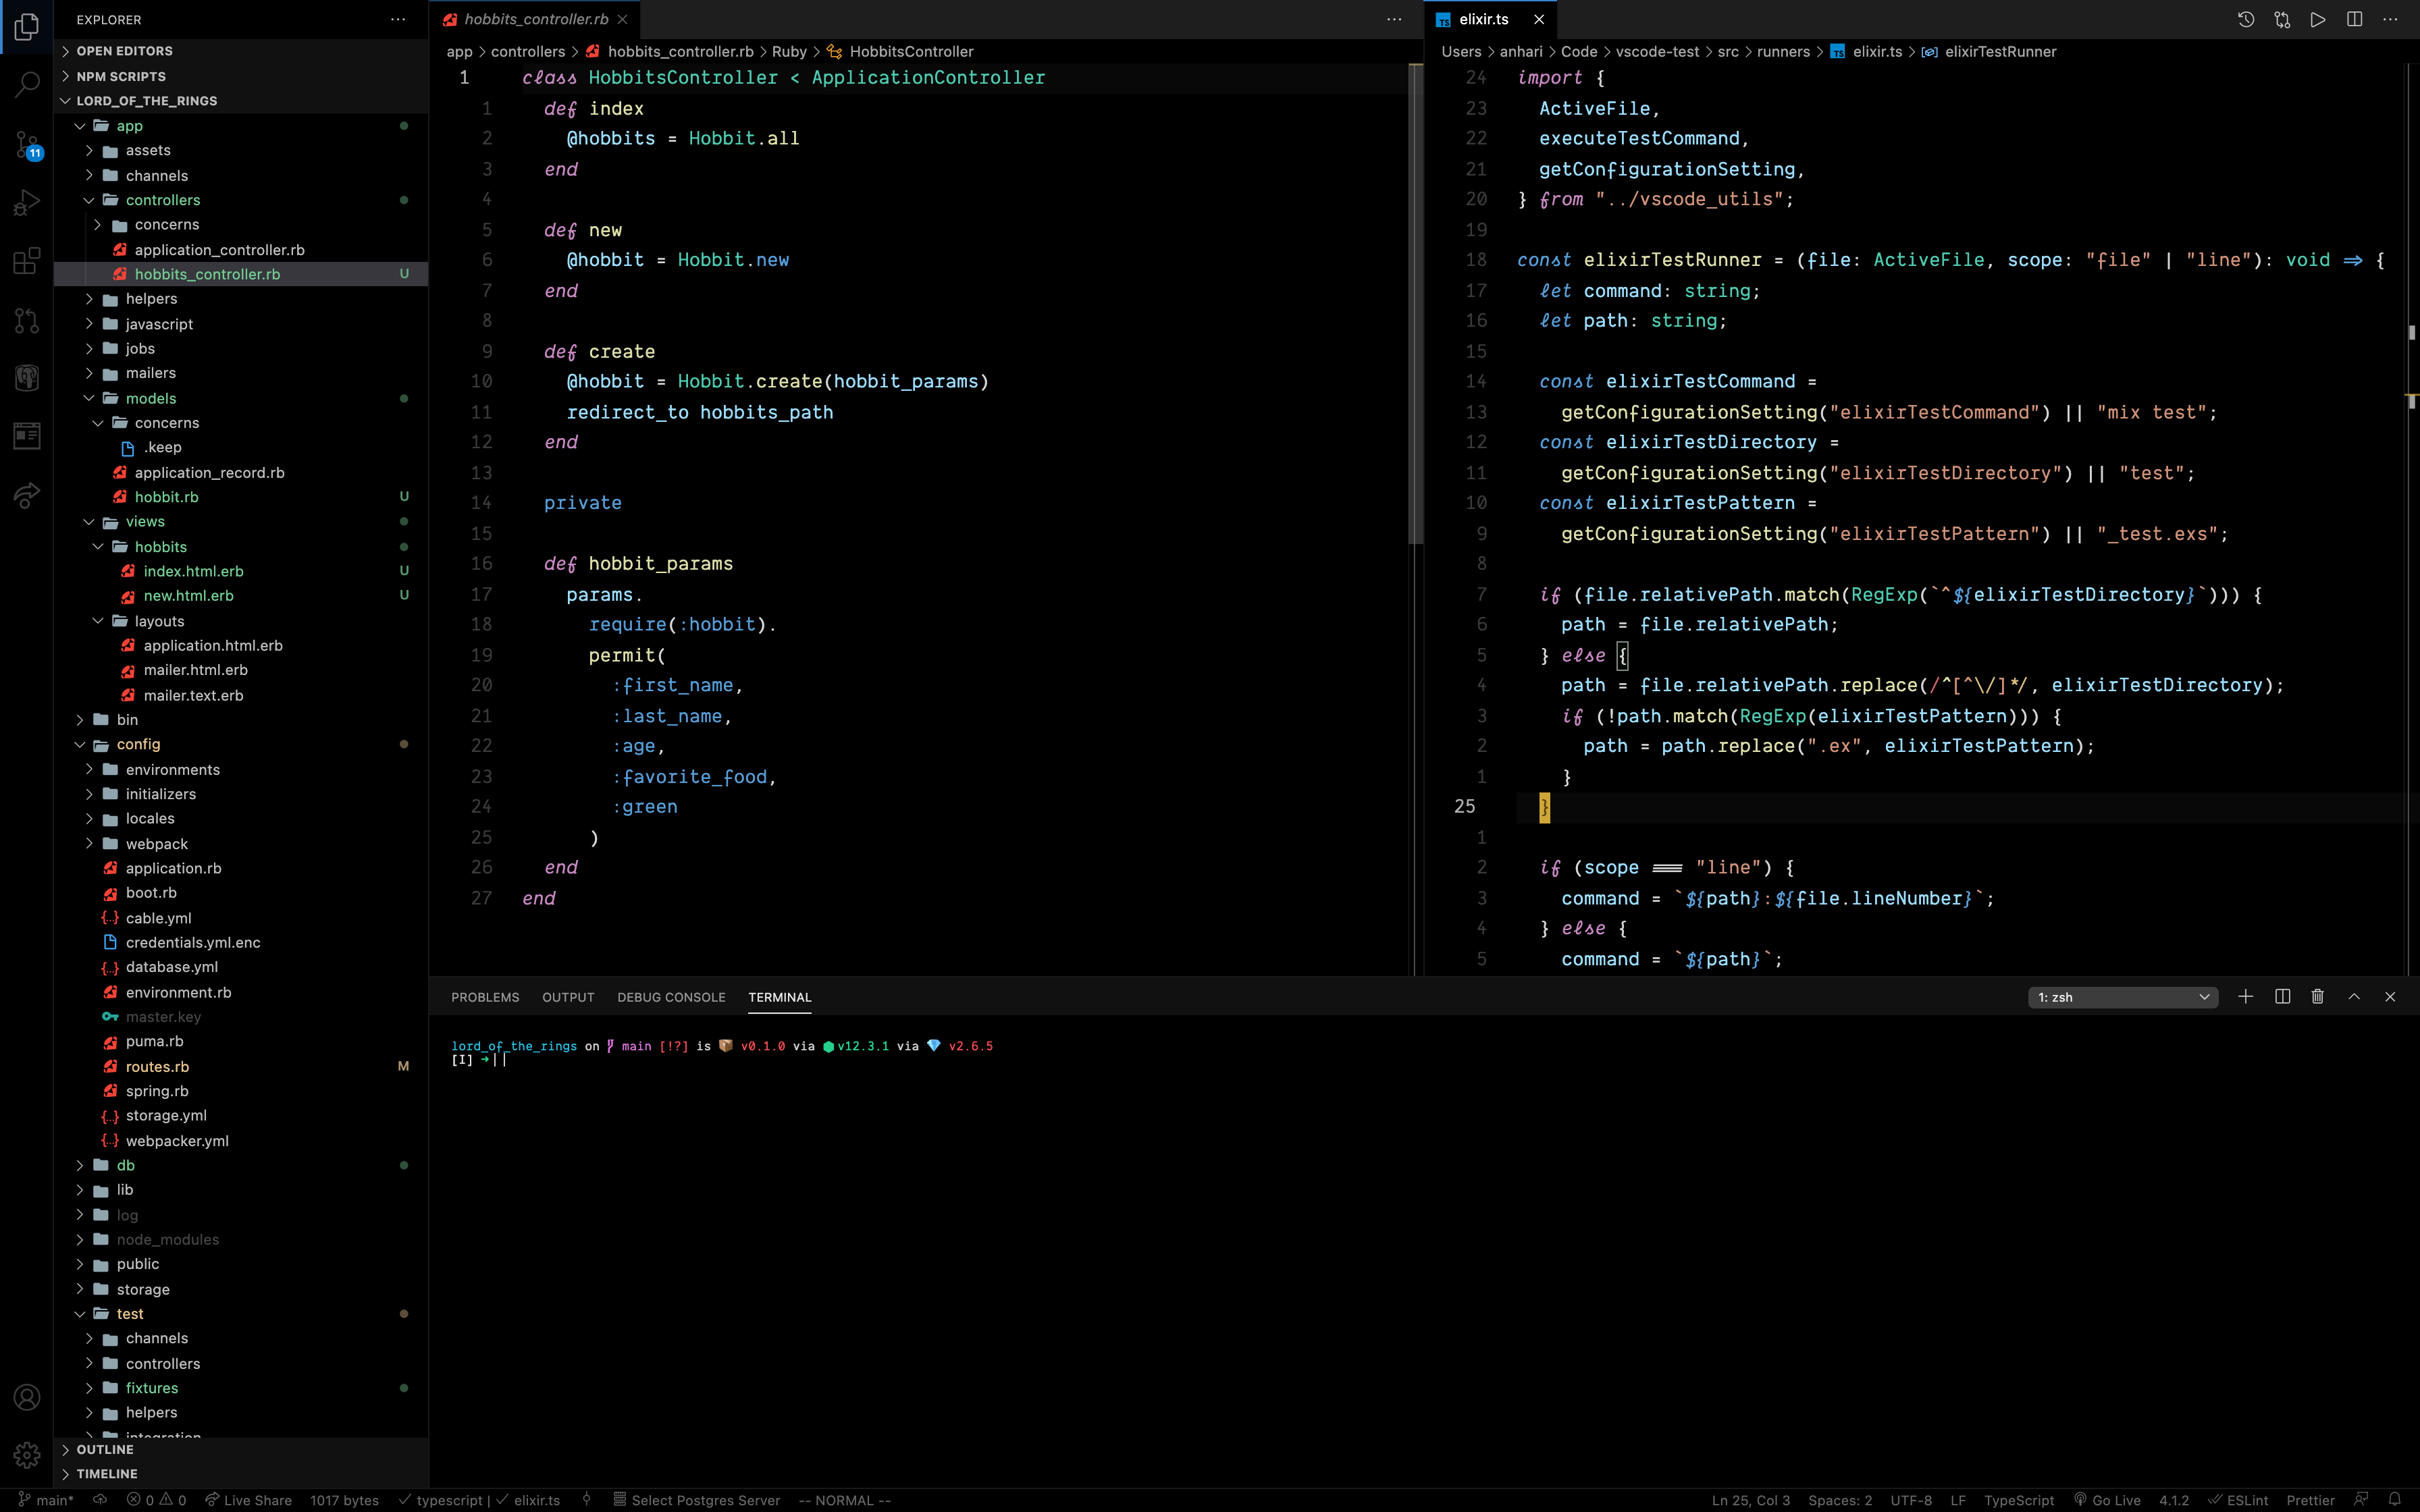 EXPLORER
OPEN EDITORS
NPM SCRIPTS
LORD_OF_THE_RINGS
app
assets
channels
controllers
concerns
application_controller.rb
hobbits_controller.rb U
helpers
javascript
jobs
mailers
models
concerns
.keep
application_record.rb
hobbit.rb U
views
hobbits
index.html.erb U
new.html.erb U
layouts
application.html.erb
mailer.html.erb
mailer.text.erb
bin
config
environments
initializers
locales
webpack
application.rb
boot.rb
cable.yml
credentials.yml.enc
database.yml
environment.rb
master.key
puma.rb
routes.rb M
spring.rb
storage.yml
webpacker.yml
db
lib
log
node_modules
public
storage
test
channels
controllers
fixtures
helpers
integration
OUTLINE
TIMELINE
11
hobbits_controller.rb
app > controllers > hobbits_controller.rb > Ruby > HobbitsController
1 class HobbitsController < ApplicationController
1 def index
2 @hobbits = Hobbit.all
3 end
4
5 def new
6 @hobbit = Hobbit.new
7 end
8
9 def create
10 @hobbit = Hobbit.create(hobbit_params)
11 redirect_to hobbits_path
12 end
13
14 private
15
16 def hobbit_params
17 params.
18 require(:hobbit).
19 permit(
20 :first_name,
21 :last_name,
22 :age,
23 :favorite_food,
24 :green
25 )
26 end
27 end
elixir.ts
Users > anhari > Code > vscode-test > src > runners > TS elixir.ts > elixirTestRunner
24 import {
23 ActiveFile,
22 executeTestCommand,
21 getConfigurationSetting,
20 } from "../vscode_utils";
19
18 const elixirTestRunner = (file: ActiveFile, scope: "file" | "line"): void => {
17 let command: string;
16 let path: string;
15
14 const elixirTestCommand =
13 getConfigurationSetting("elixirTestCommand") || "mix test";
12 const elixirTestDirectory =
11 getConfigurationSetting("elixirTestDirectory") || "test";
10 const elixirTestPattern =
9 getConfigurationSetting("elixirTestPattern") || "_test.exs";
8
7 if (file.relativePath.match(RegExp(`^${elixirTestDirectory}`))) {
6 path = file.relativePath;
5 } else {
4 path = file.relativePath.replace(/^[^\/]*/, elixirTestDirectory);
3 if (!path.match(RegExp(elixirTestPattern))) {
2 path = path.replace(".ex", elixirTestPattern);
1 }
25 }
1
2 if (scope === "line") {
3 command = `${path}:${file.lineNumber}`;
4 } else {
5 command = `${path}`;
PROBLEMS OUTPUT DEBUG CONSOLE TERMINAL 1: zsh
lord_of_the_rings on main [!?] is 📦 v0.1.0 via v12.3.1 via 💎 v2.6.5
[I] ➜
main* 0 0 Live Share 1017 bytes typescript | elixir.ts Select Postgres Server -- NORMAL -- Ln 25, Col 3 Spaces: 2 UTF-8 LF TypeScript Go Live 4.1.2 ESLint Prettier